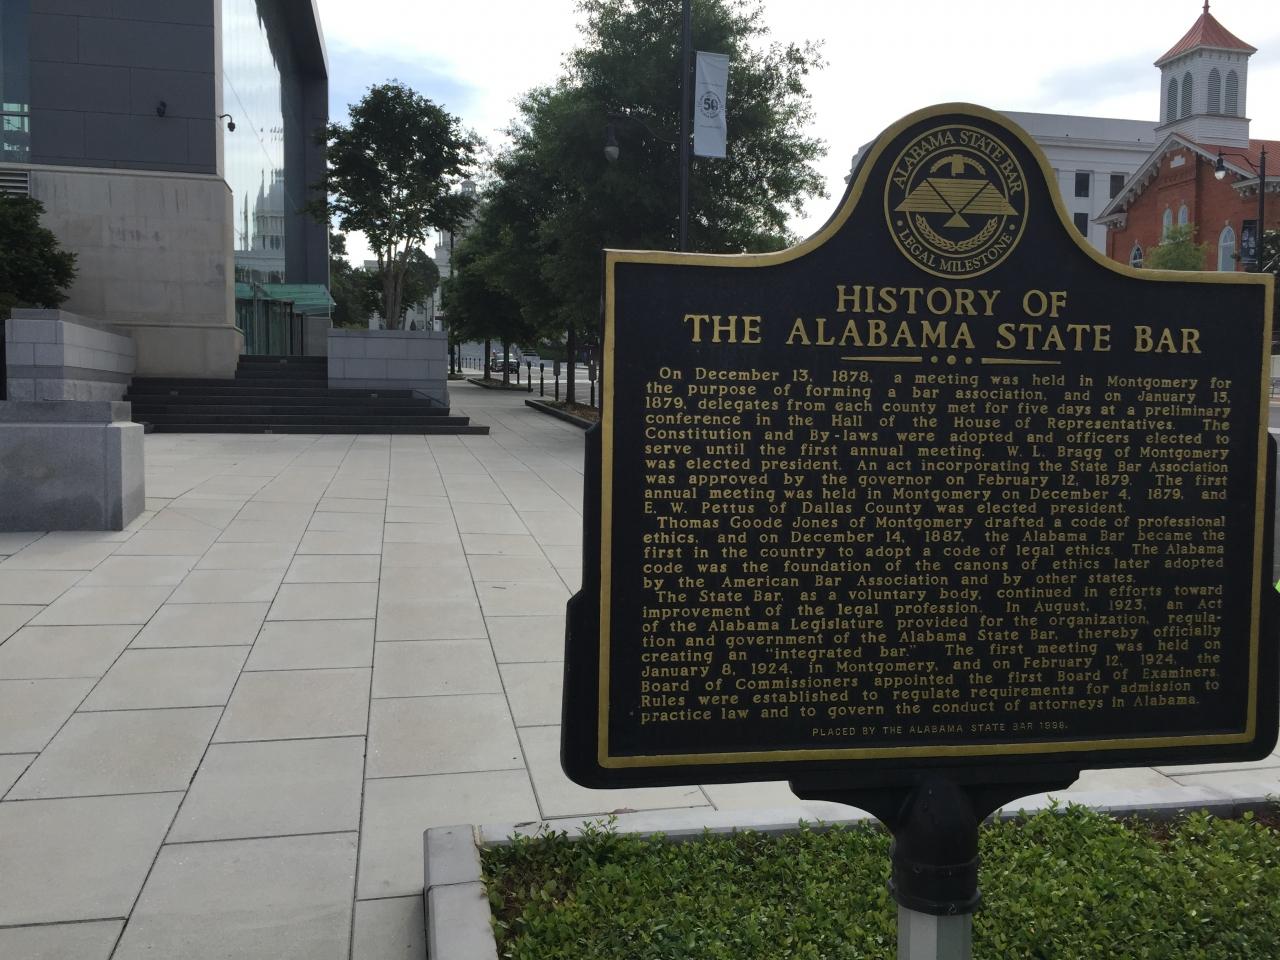 50
ALABAMA STATE BAR
LEGAL MILESTONE
HISTORY OF
THE ALABAMA STATE BAR
On December 13, 1878, a meeting was held in Montgomery for
the purpose of forming a bar association, and on January 15,
1879, delegates from each county met for five days at a preliminary
conference in the Hall of the House of Representatives. The
Constitution and By-laws were adopted and officers elected to
serve until the first annual meeting. W. L. Bragg of Montgomery
was elected president. An act incorporating the State Bar Association
was approved by the governor on February 12, 1879. The first
annual meeting was held in Montgomery on December 4, 1879, and
E. W. Pettus of Dallas County was elected president.
Thomas Goode Jones of Montgomery drafted a code of professional
ethics, and on December 14, 1887, the Alabama Bar became the
first in the country to adopt a code of legal ethics. The Alabama
code was the foundation of the canons of ethics later adopted
by the American Bar Association and by other states.
The State Bar, as a voluntary body, continued in efforts toward
improvement of the legal profession. In August, 1923, an Act
of the Alabama Legislature provided for the organization, regula-
tion and government of the Alabama State Bar, thereby officially
creating an "integrated bar." The first meeting was held on
January 8, 1924, in Montgomery, and on February 12, 1924, the
Board of Commissioners appointed the first Board of Examiners.
Rules were established to regulate requirements for admission to
practice law and to govern the conduct of attorneys in Alabama.
PLACED BY THE ALABAMA STATE BAR 1998.